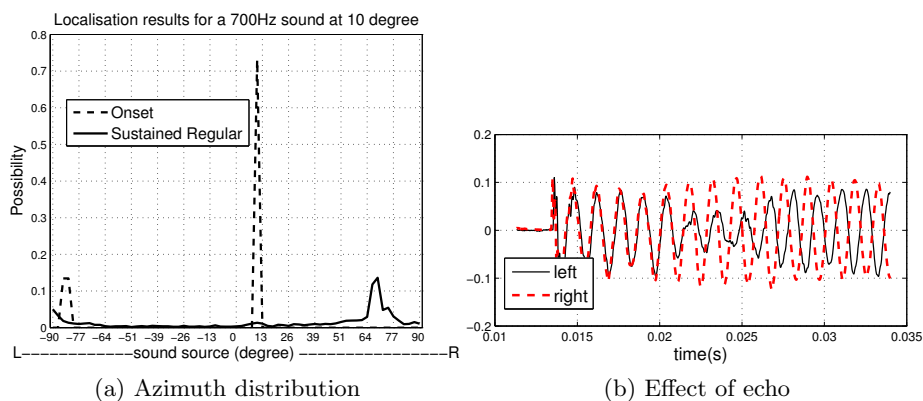 Localisation results for a 700Hz sound at 10 degree
0.8
0.7
0.6
0.5
0.4
0.3
0.2
0.1
0
Possibility
Onset
Sustained Regular
−90 −77 −64 −51 −38 −26 −13 0 13 26 39 51 64 77 90
L−−−−−−−−−−−−sound source (degree) −−−−−−−−−−−−−−−−R
(a) Azimuth distribution
0.2
0.1
0
−0.1
−0.2
left
right
0.01 0.015 0.02 0.025 0.03 0.035
time(s)
(b) Effect of echo